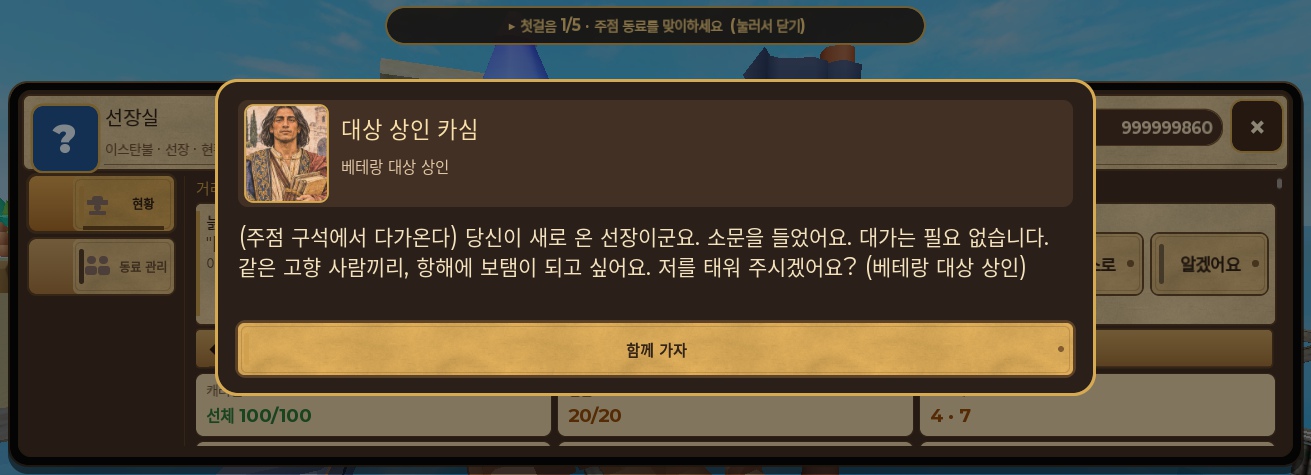 ▸ 첫걸음 1/5 · 주점 동료를 맞이하세요 (눌러서 닫기)
?
선장실
이스탄불 · 선장 ·
999999860
×
현황
동료 관리
대상 상인 카심
베테랑 대상 상인
(주점 구석에서 다가온다) 당신이 새로 온 선장이군요. 소문을 들었어요. 대가는 필요 없습니다.
같은 고향 사람끼리, 항해에 보탬이 되고 싶어요. 저를 태워 주시겠어요? (베테랑 대상 상인)
알겠어요
함께 가자
선체 100/100
20/20
4 · 7